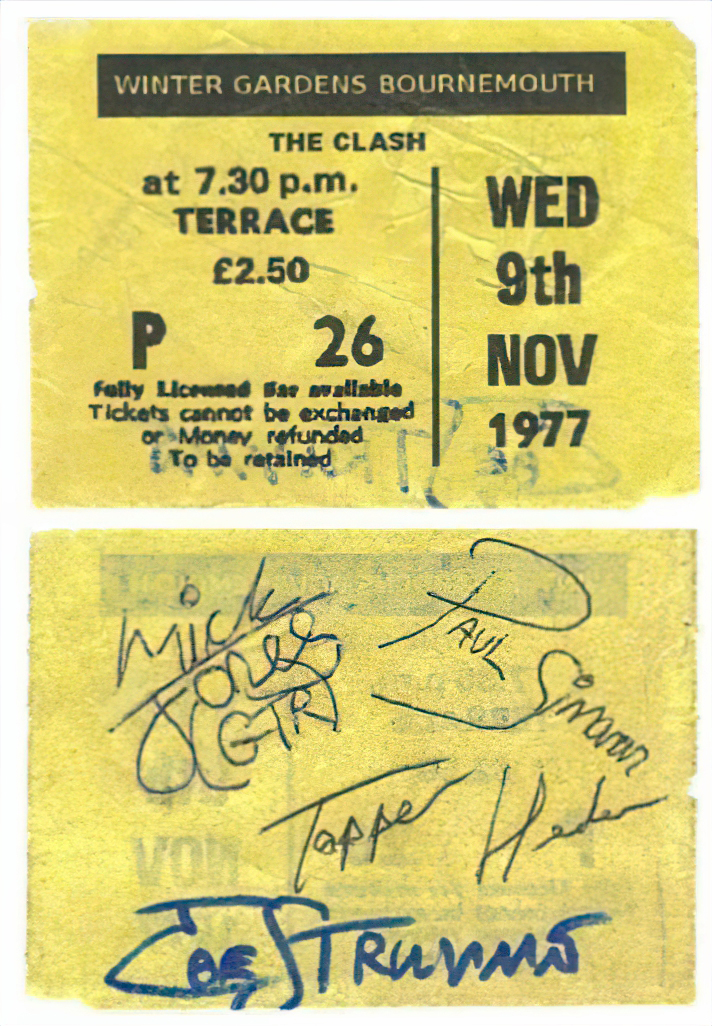 WINTER GARDENS BOURNEMOUTH
THE CLASH
at 7.30 p.m.
TERRACE
£2.50
P 26
Fully Licensed Bar available
Tickets cannot be exchanged
or Money refunded
To be retained
WED
9th
NOV
1977
Mick
Jones
(GTR)
PAUL
Simonon
Topper Headon
JOE STRUMMER